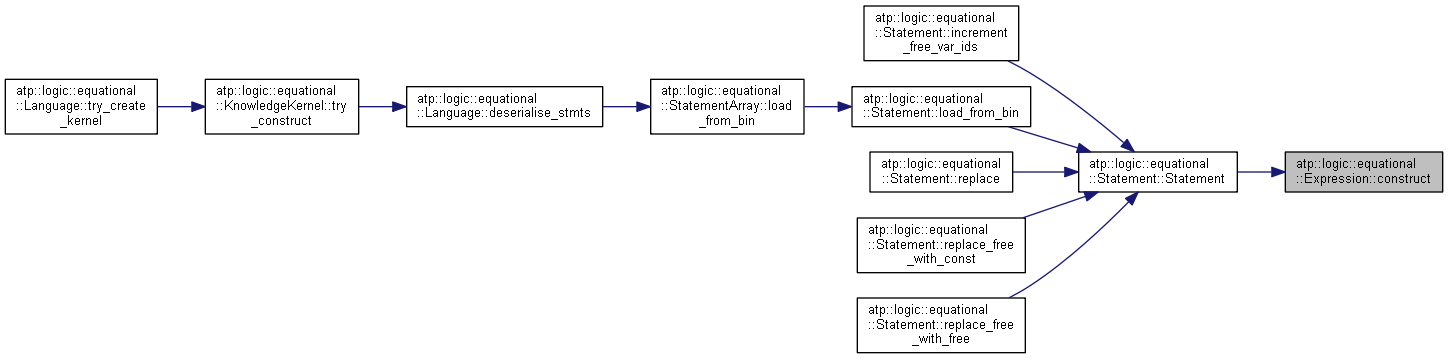 atp::logic::equational
::Language::try_create
_kernel
atp::logic::equational
::KnowledgeKernel::try
_construct
atp::logic::equational
::Language::deserialise_stmts
atp::logic::equational
::StatementArray::load
_from_bin
atp::logic::equational
::Statement::increment
_free_var_ids
atp::logic::equational
::Statement::load_from_bin
atp::logic::equational
::Statement::replace
atp::logic::equational
::Statement::replace_free
_with_const
atp::logic::equational
::Statement::replace_free
_with_free
atp::logic::equational
::Statement::Statement
atp::logic::equational
::Expression::construct